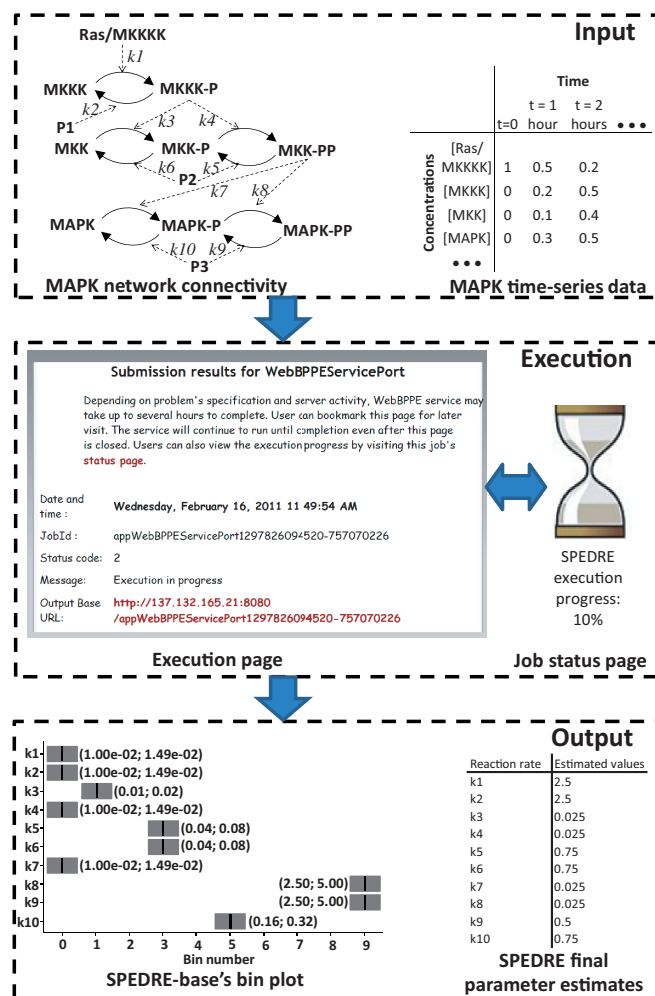 Input
Ras/MKKKK
k1
MKKK
MKKK-P
k2
P1
k3
k4
MKK
MKK-P
MKK-PP
k6
k5
P2
k7
k8
MAPK
MAPK-P
MAPK-PP
k10
k9
P3
MAPK network connectivity
Time
t=0
t = 1 hour
t = 2 hours
•••
Concentrations
[Ras/
MKKKK] 1 0.5 0.2
[MKKK] 0 0.2 0.5
[MKK] 0 0.1 0.4
[MAPK] 0 0.3 0.5
•••
MAPK time-series data
Execution
Submission results for WebBPPEServicePort
Depending on problem's specification and server activity, WebBPPE service may
take up to several hours to complete. User can bookmark this page for later
visit. The service will continue to run until completion even after this page
is closed. Users can also view the execution progress by visiting this job's
status page.
Date and
time : Wednesday, February 16, 2011 11 49:54 AM
JobId : appWebBPPEServicePort1297826094520-757070226
Status code: 2
Message: Execution in progress
Output Base http://137.132.165.21:8080
URL: /appWebBPPEServicePort1297826094520-757070226
SPEDRE
execution
progress:
10%
Execution page
Job status page
Output
k1 (1.00e-02; 1.49e-02)
k2 (1.00e-02; 1.49e-02)
k3 (0.01; 0.02)
k4 (1.00e-02; 1.49e-02)
k5 (0.04; 0.08)
k6 (0.04; 0.08)
k7 (1.00e-02; 1.49e-02)
k8 (2.50; 5.00)
k9 (2.50; 5.00)
k10 (0.16; 0.32)
0 1 3 4 5 6 7 8 9
Bin number
SPEDRE-base's bin plot
Reaction rate Estimated values
k1 2.5
k2 2.5
k3 0.025
k4 0.025
k5 0.75
k6 0.75
k7 0.025
k8 0.025
k9 0.5
k10 0.75
SPEDRE final
parameter estimates